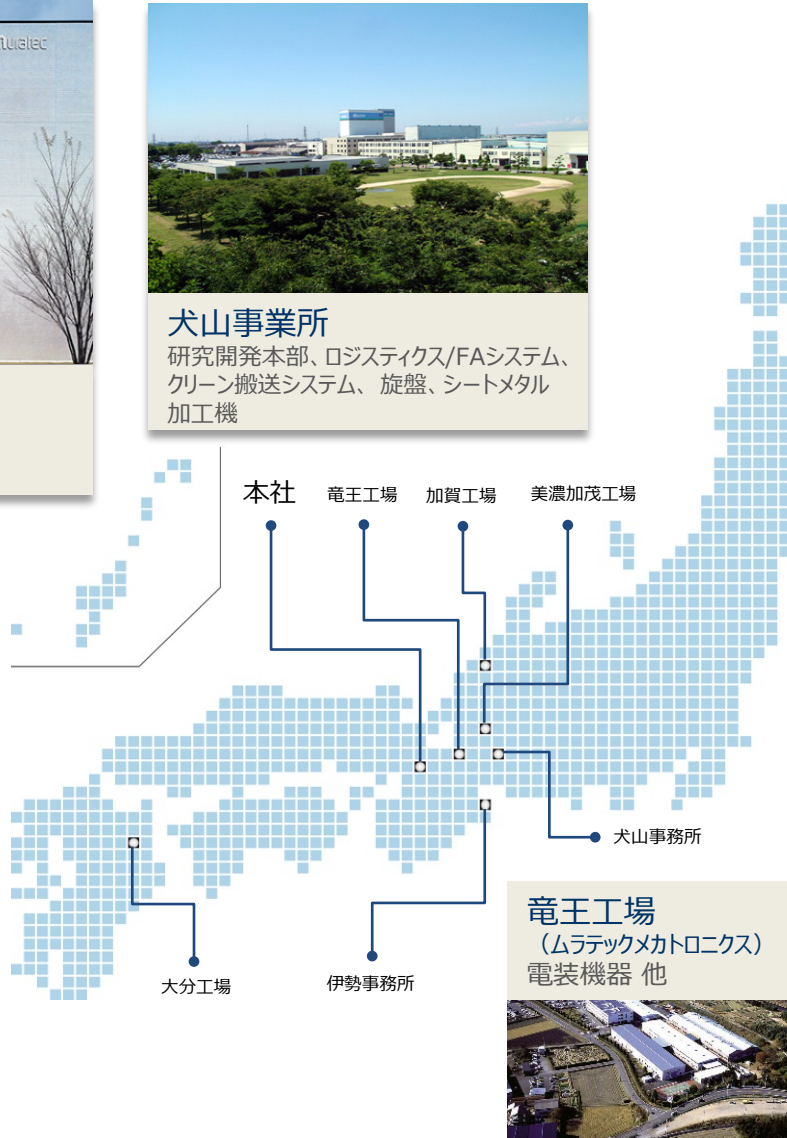 muratec
犬山事業所
研究開発本部、ロジスティクス/FAシステム、
クリーン搬送システム、 旋盤、シートメタル
加工機
本社
竜王工場
加賀工場
美濃加茂工場
犬山事務所
大分工場
伊勢事務所
竜王工場
（ムラテックメカトロニクス）
電装機器 他